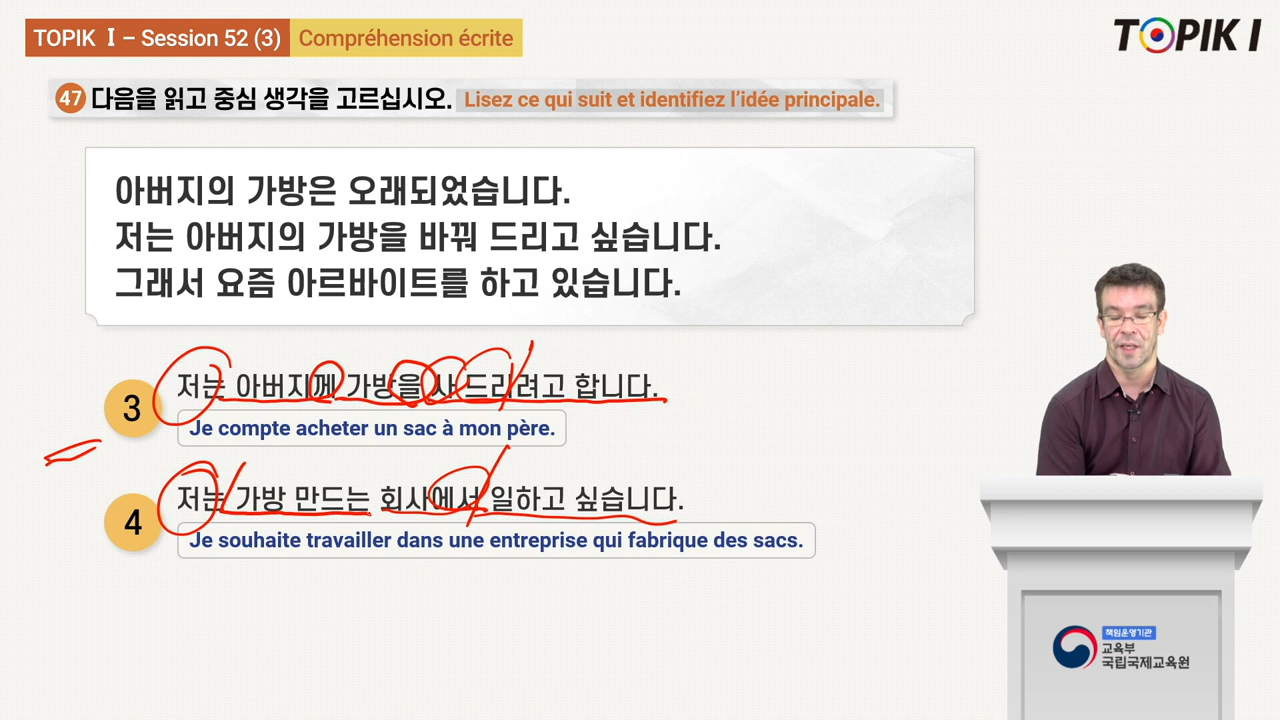 TOPIK I – Session 52 (3) Compréhension écrite
TOPIK I
47 다음을 읽고 중심 생각을 고르십시오. Lisez ce qui suit et identifiez l’idée principale.
아버지의 가방은 오래되었습니다.
저는 아버지의 가방을 바꿔 드리고 싶습니다.
그래서 요즘 아르바이트를 하고 있습니다.
3 저는 아버지께 가방을 사 드리려고 합니다.
Je compte acheter un sac à mon père.
4 저는 가방 만드는 회사에서 일하고 싶습니다.
Je souhaite travailler dans une entreprise qui fabrique des sacs.
책임운영기관
교육부
국립국제교육원